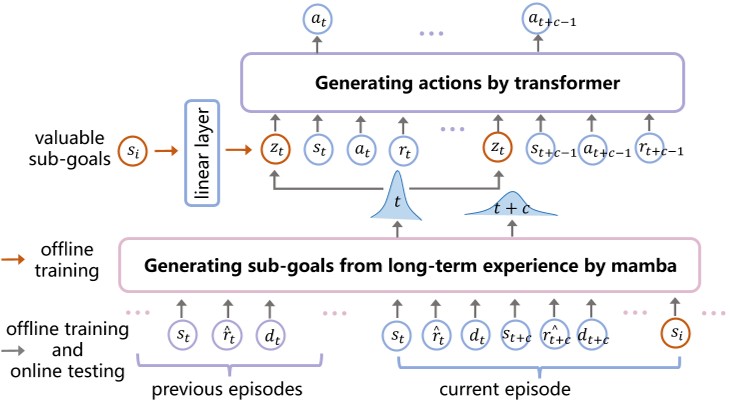 a_t ... a_{t+c-1}
Generating actions by transformer
valuable
sub-goals
s_i
linear layer
z_t s_t a_t r_t ... z_t s_{t+c-1} a_{t+c-1} r_{t+c-1}
t
t + c
offline
training
Generating sub-goals from long-term experience by mamba
... ... ... ...
offline training
and
online testing
s_t r̂_t d_t s_t r̂_t d_t s_{t+c} r̂_{t+c} d_{t+c} s_i
previous episodes
current episode